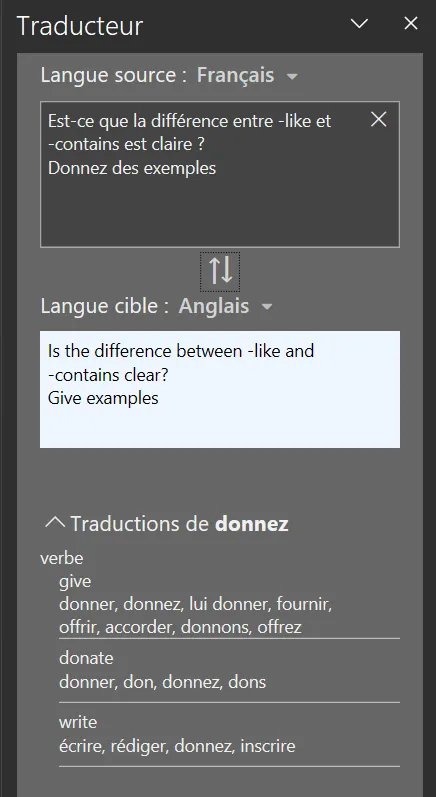 Traducteur
Langue source : Français
Est-ce que la différence entre -like et
-contains est claire ?
Donnez des exemples
Langue cible : Anglais
Is the difference between -like and
-contains clear?
Give examples
Traductions de donnez
verbe
give
donner, donnez, lui donner, fournir,
offrir, accorder, donnons, offrez
donate
donner, don, donnez, dons
write
écrire, rédiger, donnez, inscrire